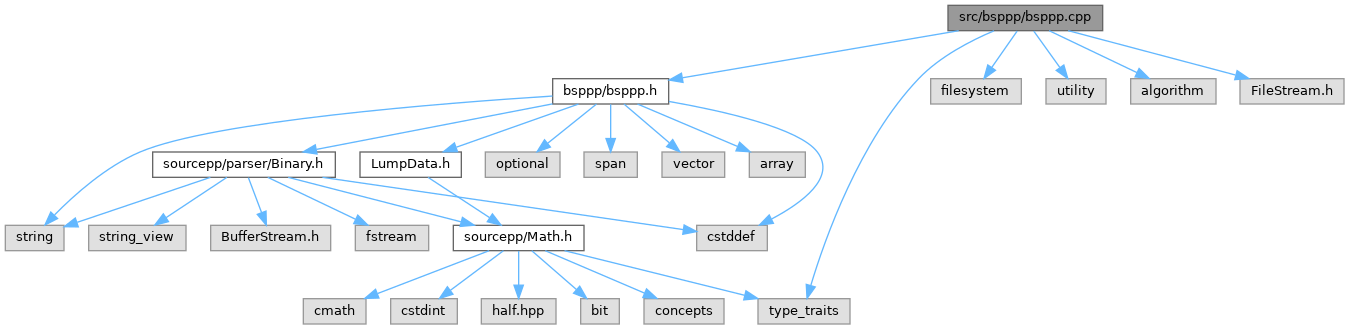 src/bsppp/bsppp.cpp
bsppp/bsppp.h
filesystem
utility
algorithm
FileStream.h
sourcepp/parser/Binary.h
LumpData.h
optional
span
vector
array
string
string_view
BufferStream.h
fstream
sourcepp/Math.h
cstddef
cmath
cstdint
half.hpp
bit
concepts
type_traits